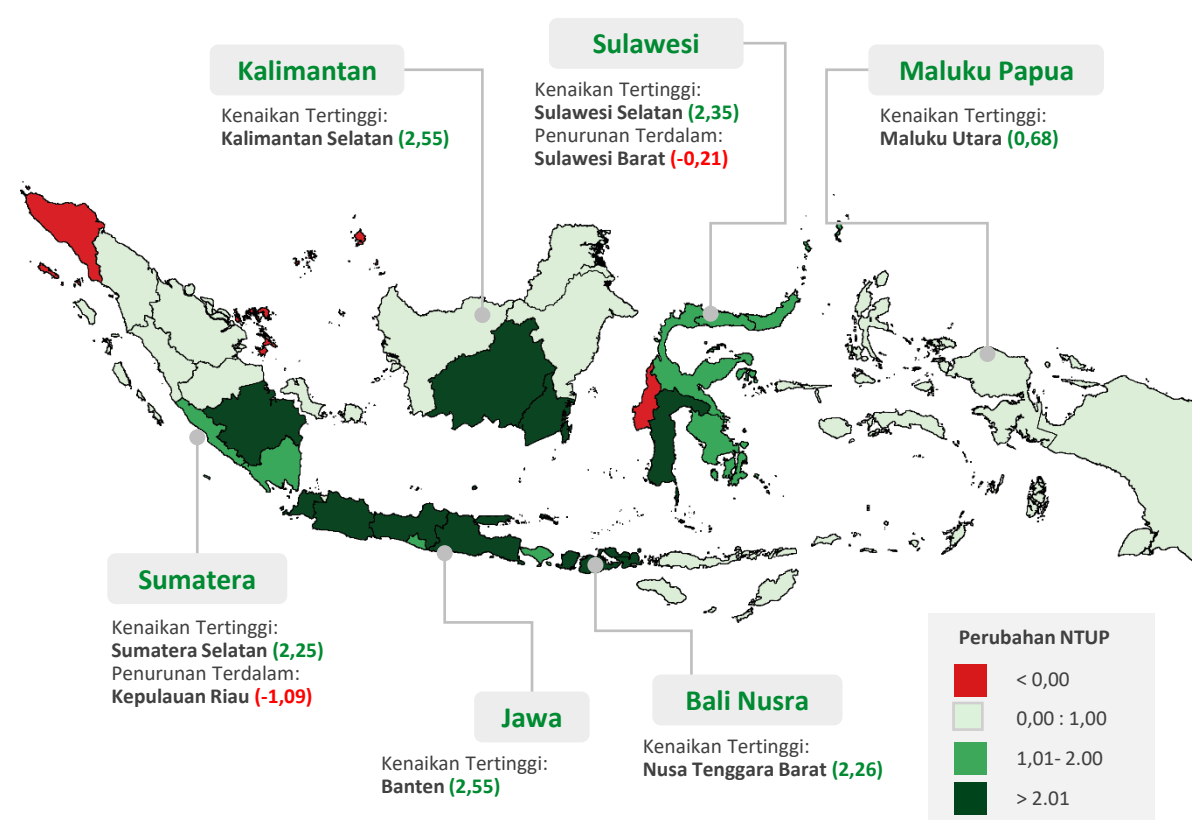 Kalimantan
Kenaikan Tertinggi:
Kalimantan Selatan (2,55)
Sulawesi
Kenaikan Tertinggi:
Sulawesi Selatan (2,35)
Penurunan Terdalam:
Sulawesi Barat (-0,21)
Maluku Papua
Kenaikan Tertinggi:
Maluku Utara (0,68)
Sumatera
Kenaikan Tertinggi:
Sumatera Selatan (2,25)
Penurunan Terdalam:
Kepulauan Riau (-1,09)
Jawa
Kenaikan Tertinggi:
Banten (2,55)
Bali Nusra
Kenaikan Tertinggi:
Nusa Tenggara Barat (2,26)
Perubahan NTUP
< 0,00
0,00 : 1,00
1,01- 2.00
> 2.01